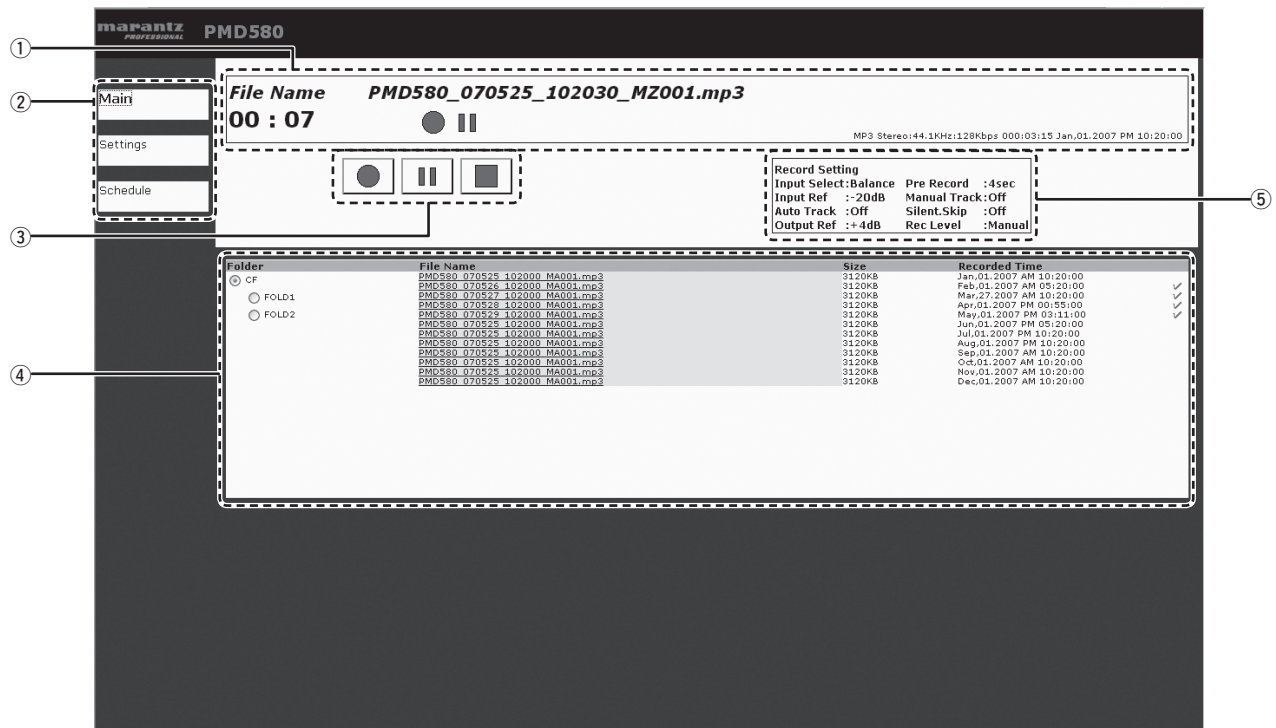 marantz PMD580
PROFESSIONAL
①
File Name PMD580_070525_102030_MZ001.mp3
② Main
00 : 07
MP3 Stereo:44.1KHz:128Kbps 000:03:15 Jan,01.2007 PM 10:20:00
Settings
Schedule
③
Record Setting
Input Select:Balance Pre Record :4sec
Input Ref :-20dB Manual Track:Off
Auto Track :Off Silent.Skip :Off
Output Ref :+4dB Rec Level :Manual
⑤
Folder File Name Size Recorded Time
CF PMD580_070525_102000_MA001.mp3 3120KB Jan,01.2007 AM 10:20:00
PMD580_070526_102000_MA001.mp3 3120KB Feb,01.2007 AM 05:20:00
FOLD1 PMD580_070527_102000_MA001.mp3 3120KB Mar,27.2007 AM 10:20:00
PMD580_070528_102000_MA001.mp3 3120KB Apr,01.2007 PM 00:55:00
FOLD2 PMD580_070529_102000_MA001.mp3 3120KB May,01.2007 PM 03:11:00
PMD580_070525_102000_MA001.mp3 3120KB Jun,01.2007 PM 05:20:00
PMD580_070525_102000_MA001.mp3 3120KB Jul,01.2007 PM 10:20:00
PMD580_070525_102000_MA001.mp3 3120KB Aug,01.2007 PM 10:20:00
PMD580_070525_102000_MA001.mp3 3120KB Sep,01.2007 AM 10:20:00
PMD580_070525_102000_MA001.mp3 3120KB Oct,01.2007 AM 10:20:00
PMD580_070525_102000_MA001.mp3 3120KB Nov,01.2007 AM 10:20:00
PMD580_070525_102000_MA001.mp3 3120KB Dec,01.2007 AM 10:20:00
④